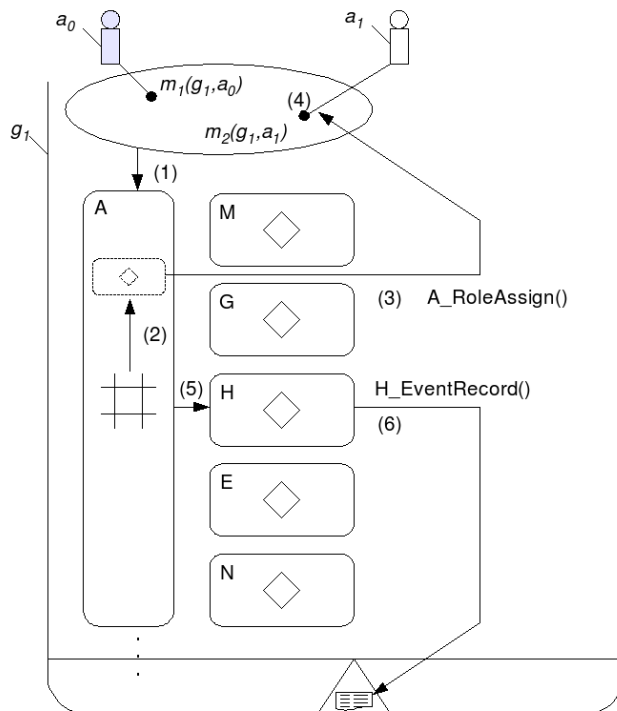 a0
a1
m1(g1,a0)
(4)
m2(g1,a1)
g1
(1)
A
M
(3) A_RoleAssign()
G
(2)
(5)
H
H_EventRecord()
(6)
E
N